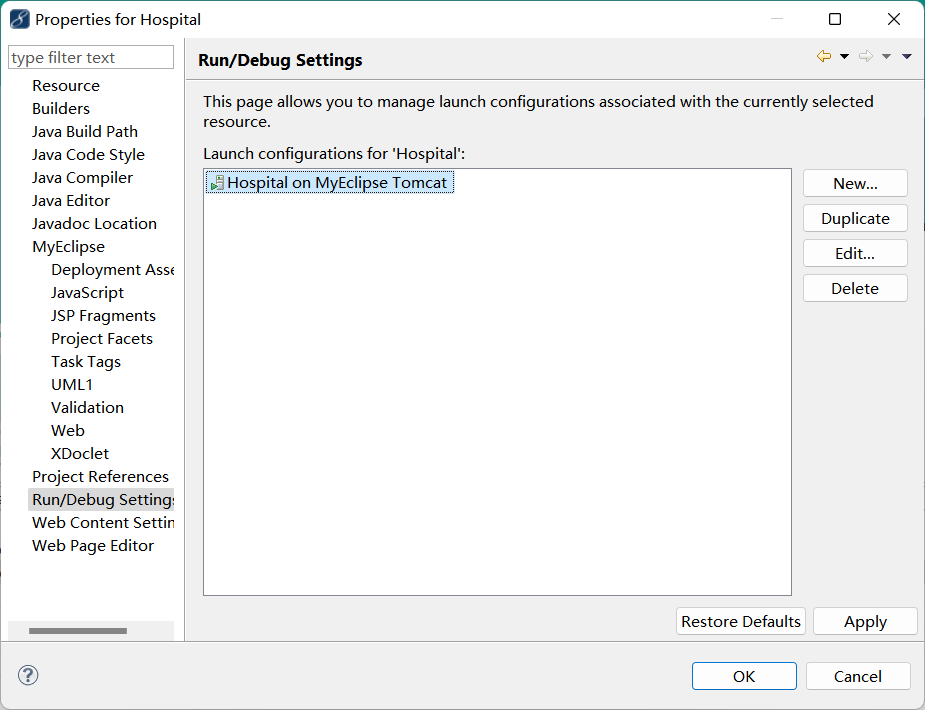 Properties for Hospital
type filter text
Resource
Builders
Java Build Path
Java Code Style
Java Compiler
Java Editor
Javadoc Location
MyEclipse
Deployment Asse
JavaScript
JSP Fragments
Project Facets
Task Tags
UML1
Validation
Web
XDoclet
Project References
Run/Debug Settings
Web Content Settin
Web Page Editor
Run/Debug Settings
This page allows you to manage launch configurations associated with the currently selected
resource.
Launch configurations for 'Hospital':
Hospital on MyEclipse Tomcat
New...
Duplicate
Edit...
Delete
Restore Defaults
Apply
?
OK
Cancel